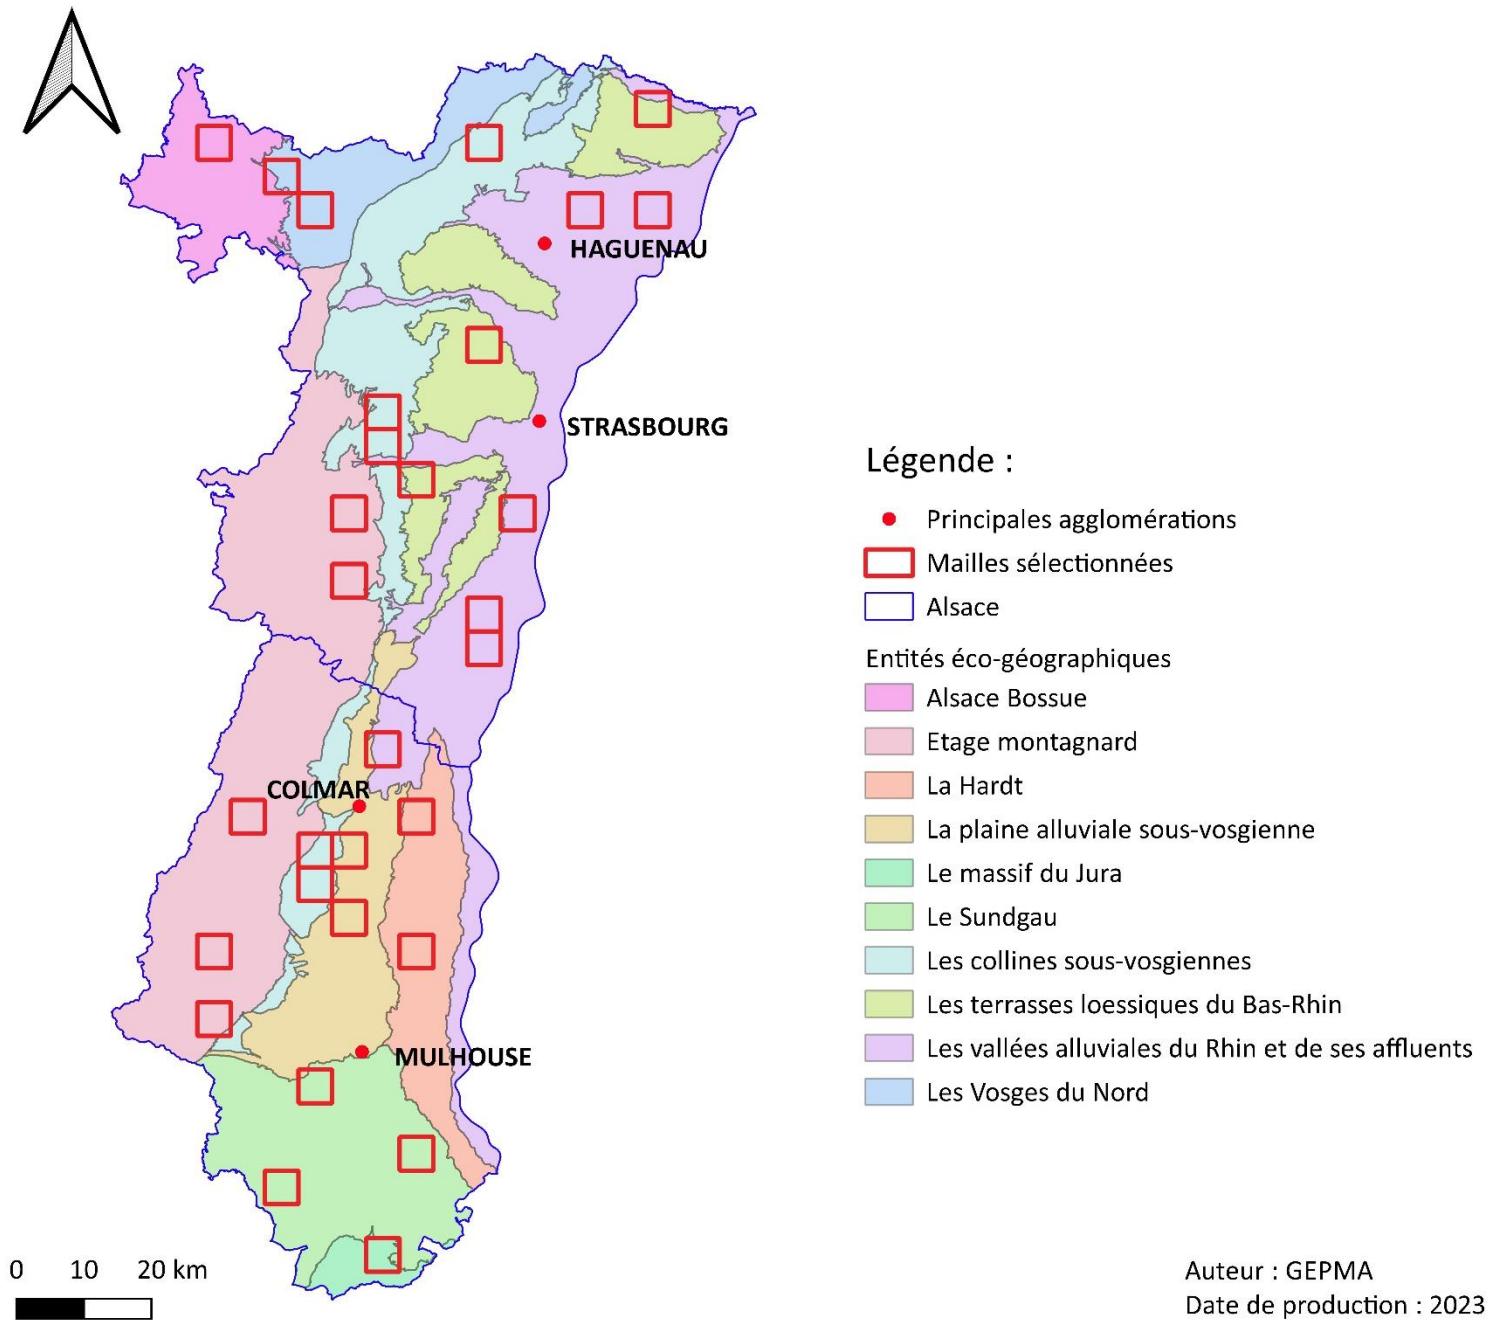 HAGUENAU
STRASBOURG
COLMAR
MULHOUSE
Légende :
Principales agglomérations
Mailles sélectionnées
Alsace
Entités éco-géographiques
Alsace Bossue
Etage montagnard
La Hardt
La plaine alluviale sous-vosgienne
Le massif du Jura
Le Sundgau
Les collines sous-vosgiennes
Les terrasses loessiques du Bas-Rhin
Les vallées alluviales du Rhin et de ses affluents
Les Vosges du Nord
0 10 20 km
Auteur : GEPMA
Date de production : 2023